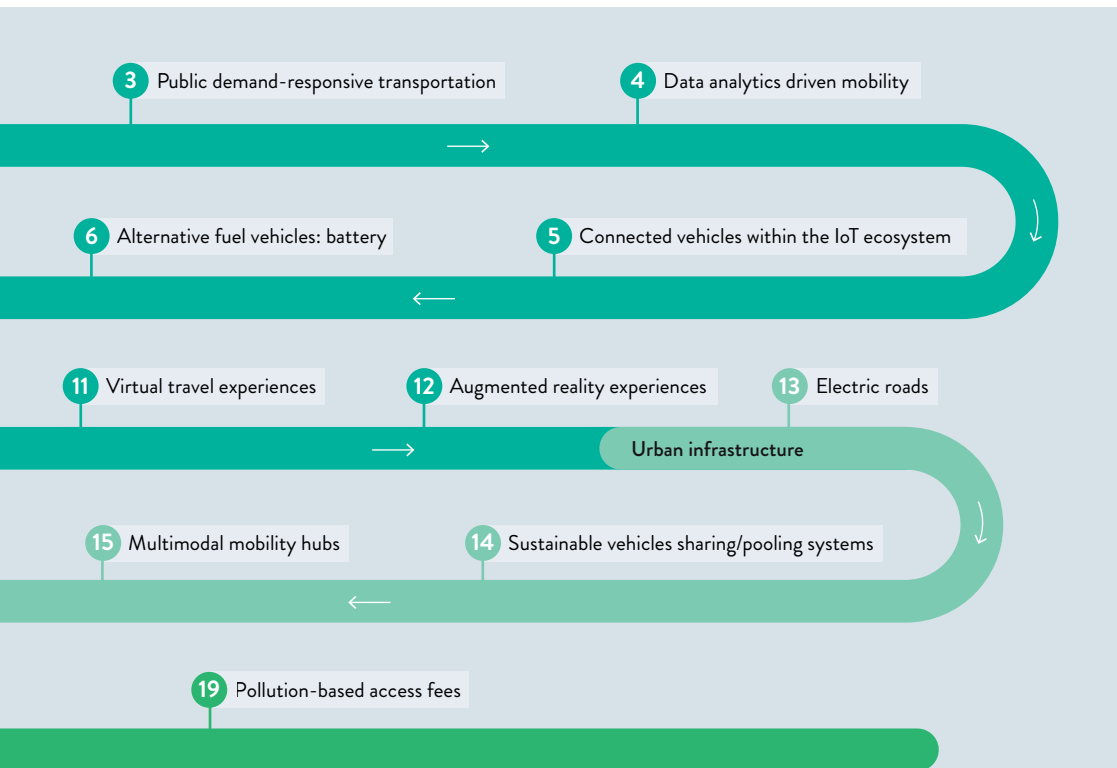 3 Public demand-responsive transportation
4 Data analytics driven mobility
6 Alternative fuel vehicles: battery
5 Connected vehicles within the IoT ecosystem
11 Virtual travel experiences
12 Augmented reality experiences
13 Electric roads
Urban infrastructure
15 Multimodal mobility hubs
14 Sustainable vehicles sharing/pooling systems
19 Pollution-based access fees